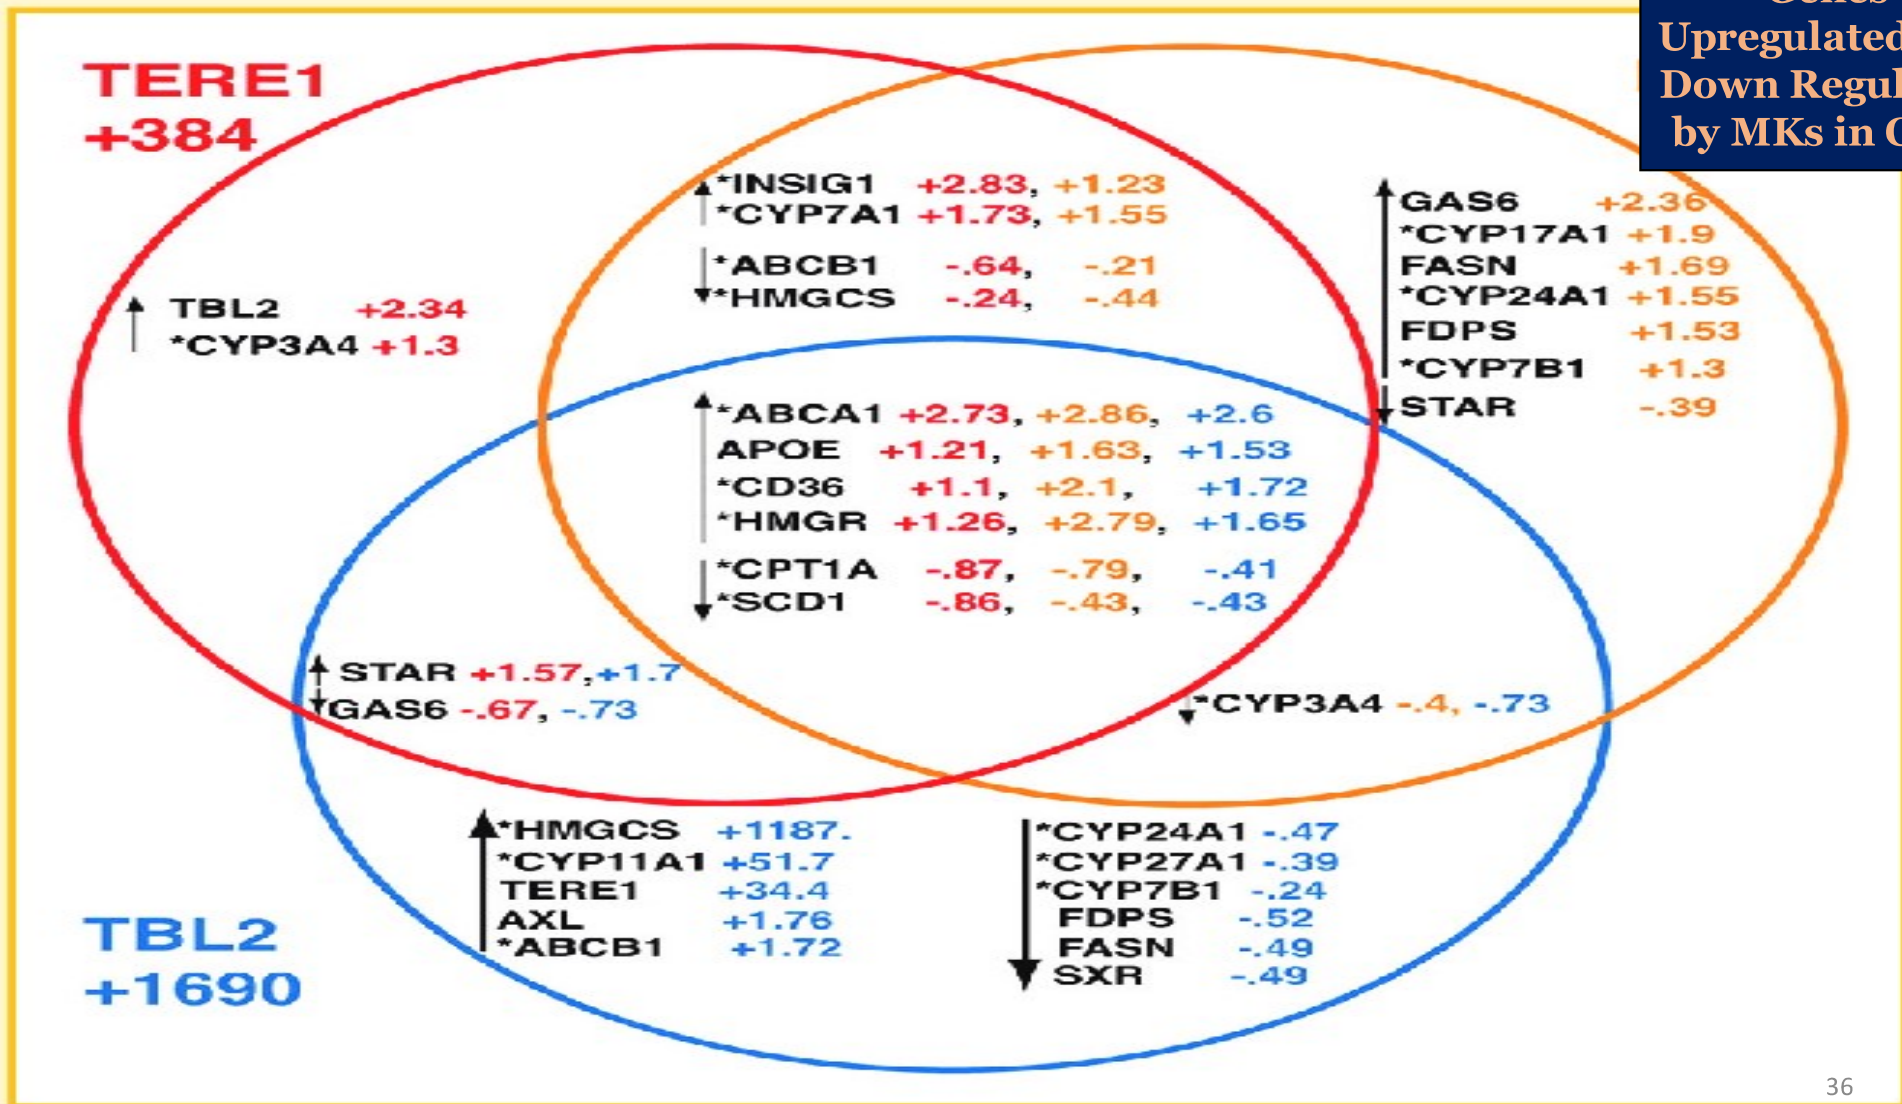 TERE1
+384
Upregulated
by MKs in
Down
*INSIG1 +2.83, +1.23
*CYP7A1 +1.73, +1.55
*ABCB1 -.64, -.21
*HMGCS -.24, -.44
GAS6 +2.36
*CYP17A1 +1.9
FASN +1.69
*CYP24A1 +1.55
FDPS +1.53
*CYP7B1 +1.3
STAR -.39
TBL2 +2.34
*CYP3A4 +1.3
*ABCA1 +2.73, +2.86, +2.6
APOE +1.21, +1.63, +1.53
*CD36 +1.1, +2.1, +1.72
*HMGR +1.26, +2.79, +1.65
*CPT1A -.87, -.79, -.41
*SCD1 -.86, -.43, -.43
STAR +1.57,+1.7
GAS6 -.67, -.73
*CYP3A4 -.4, -.73
*HMGCS +1187.
*CYP11A1 +51.7
TERE1 +34.4
AXL +1.76
*ABCB1 +1.72
*CYP24A1 -.47
*CYP27A1 -.39
*CYP7B1 -.24
FDPS -.52
FASN -.49
SXR -.49
TBL2
+1690
36